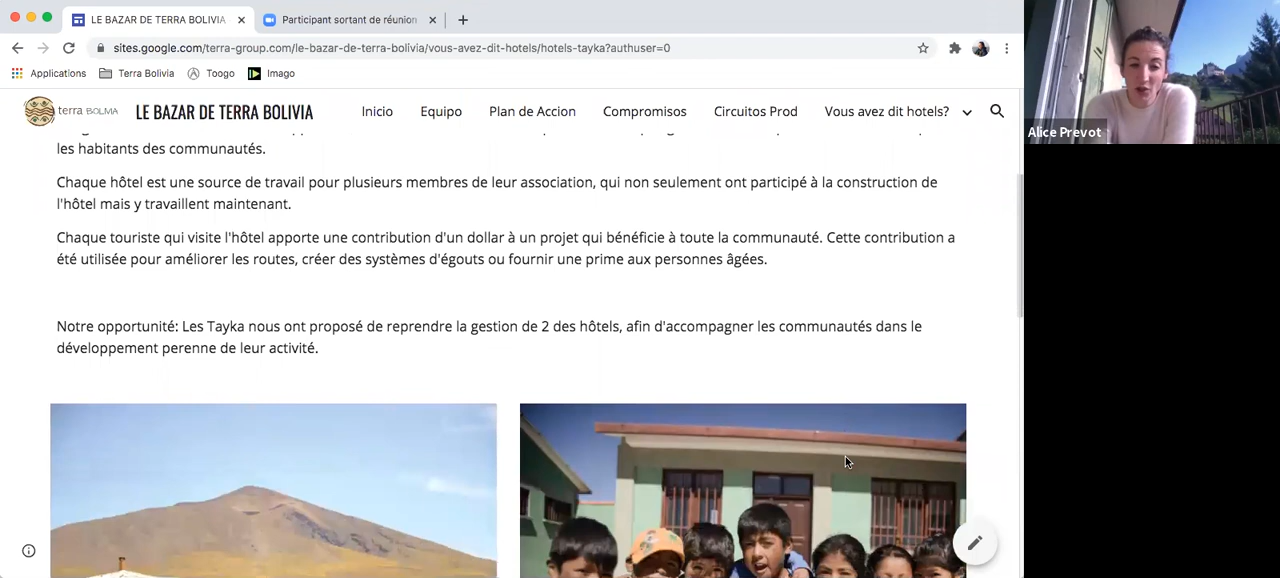 LE BAZAR DE TERRA BOLIVIA
Participant sortant de réunion
sites.google.com/terra-group.com/le-bazar-de-terra-bolivia/vous-avez-dit-hotels/hotels-tayka?authuser=0
Applications Terra Bolivia Toogo Imago
terra BOLIVIA LE BAZAR DE TERRA BOLIVIA Inicio Equipo Plan de Accion Compromisos Circuitos Prod Vous avez dit hotels?
Alice Prevot
les habitants des communautés.
Chaque hôtel est une source de travail pour plusieurs membres de leur association, qui non seulement ont participé à la construction de
l'hôtel mais y travaillent maintenant.
Chaque touriste qui visite l'hôtel apporte une contribution d'un dollar à un projet qui bénéficie à toute la communauté. Cette contribution a
été utilisée pour améliorer les routes, créer des systèmes d'égouts ou fournir une prime aux personnes âgées.
Notre opportunité: Les Tayka nous ont proposé de reprendre la gestion de 2 des hôtels, afin d'accompagner les communautés dans le
développement perenne de leur activité.